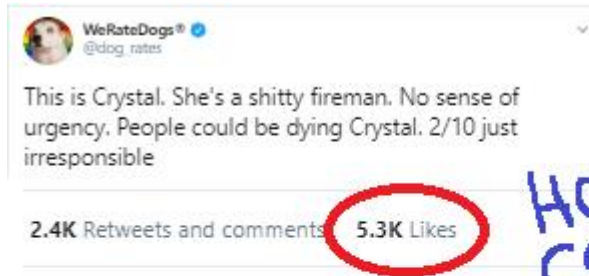 WeRateDogs®
@dog_rates
This is Crystal. She's a shitty fireman. No sense of
urgency. People could be dying Crystal. 2/10 just
irresponsible
2.4K Retweets and comments 5.3K Likes